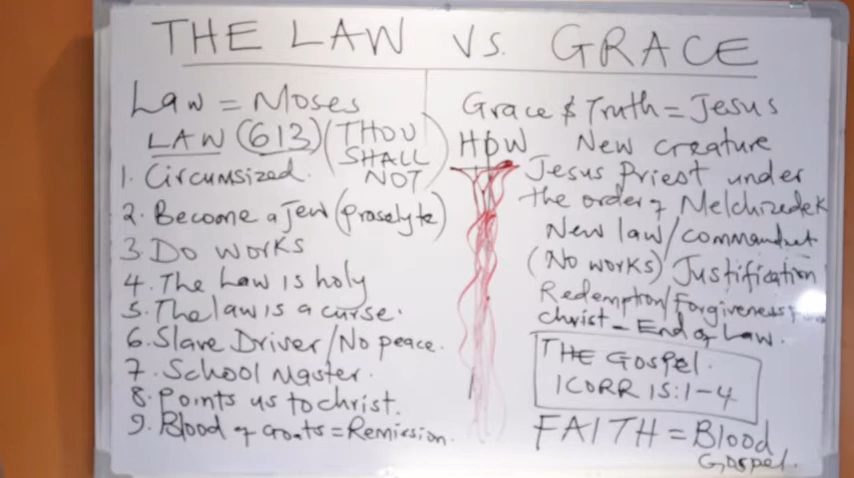 THE LAW VS. GRACE
Law = Moses
LAW (613) (THOU SHALL NOT)
1. Circumsized.
2. Become a Jew (proselyte)
3. Do works
4. The Law is holy
5. The law is a curse.
6. Slave Driver/No peace.
7. School Master.
8. Points us to christ.
9. Blood of Goats = Remission.
HOW
Grace & Truth = Jesus
New creature
Jesus Priest under
the order of Melchizedek
New law/
(No works) Justification
Redemption/forgiveness
Christ - End of Law.
THE GOSPEL.
1CORR 15:1-4
FAITH = Blood
Gospel.